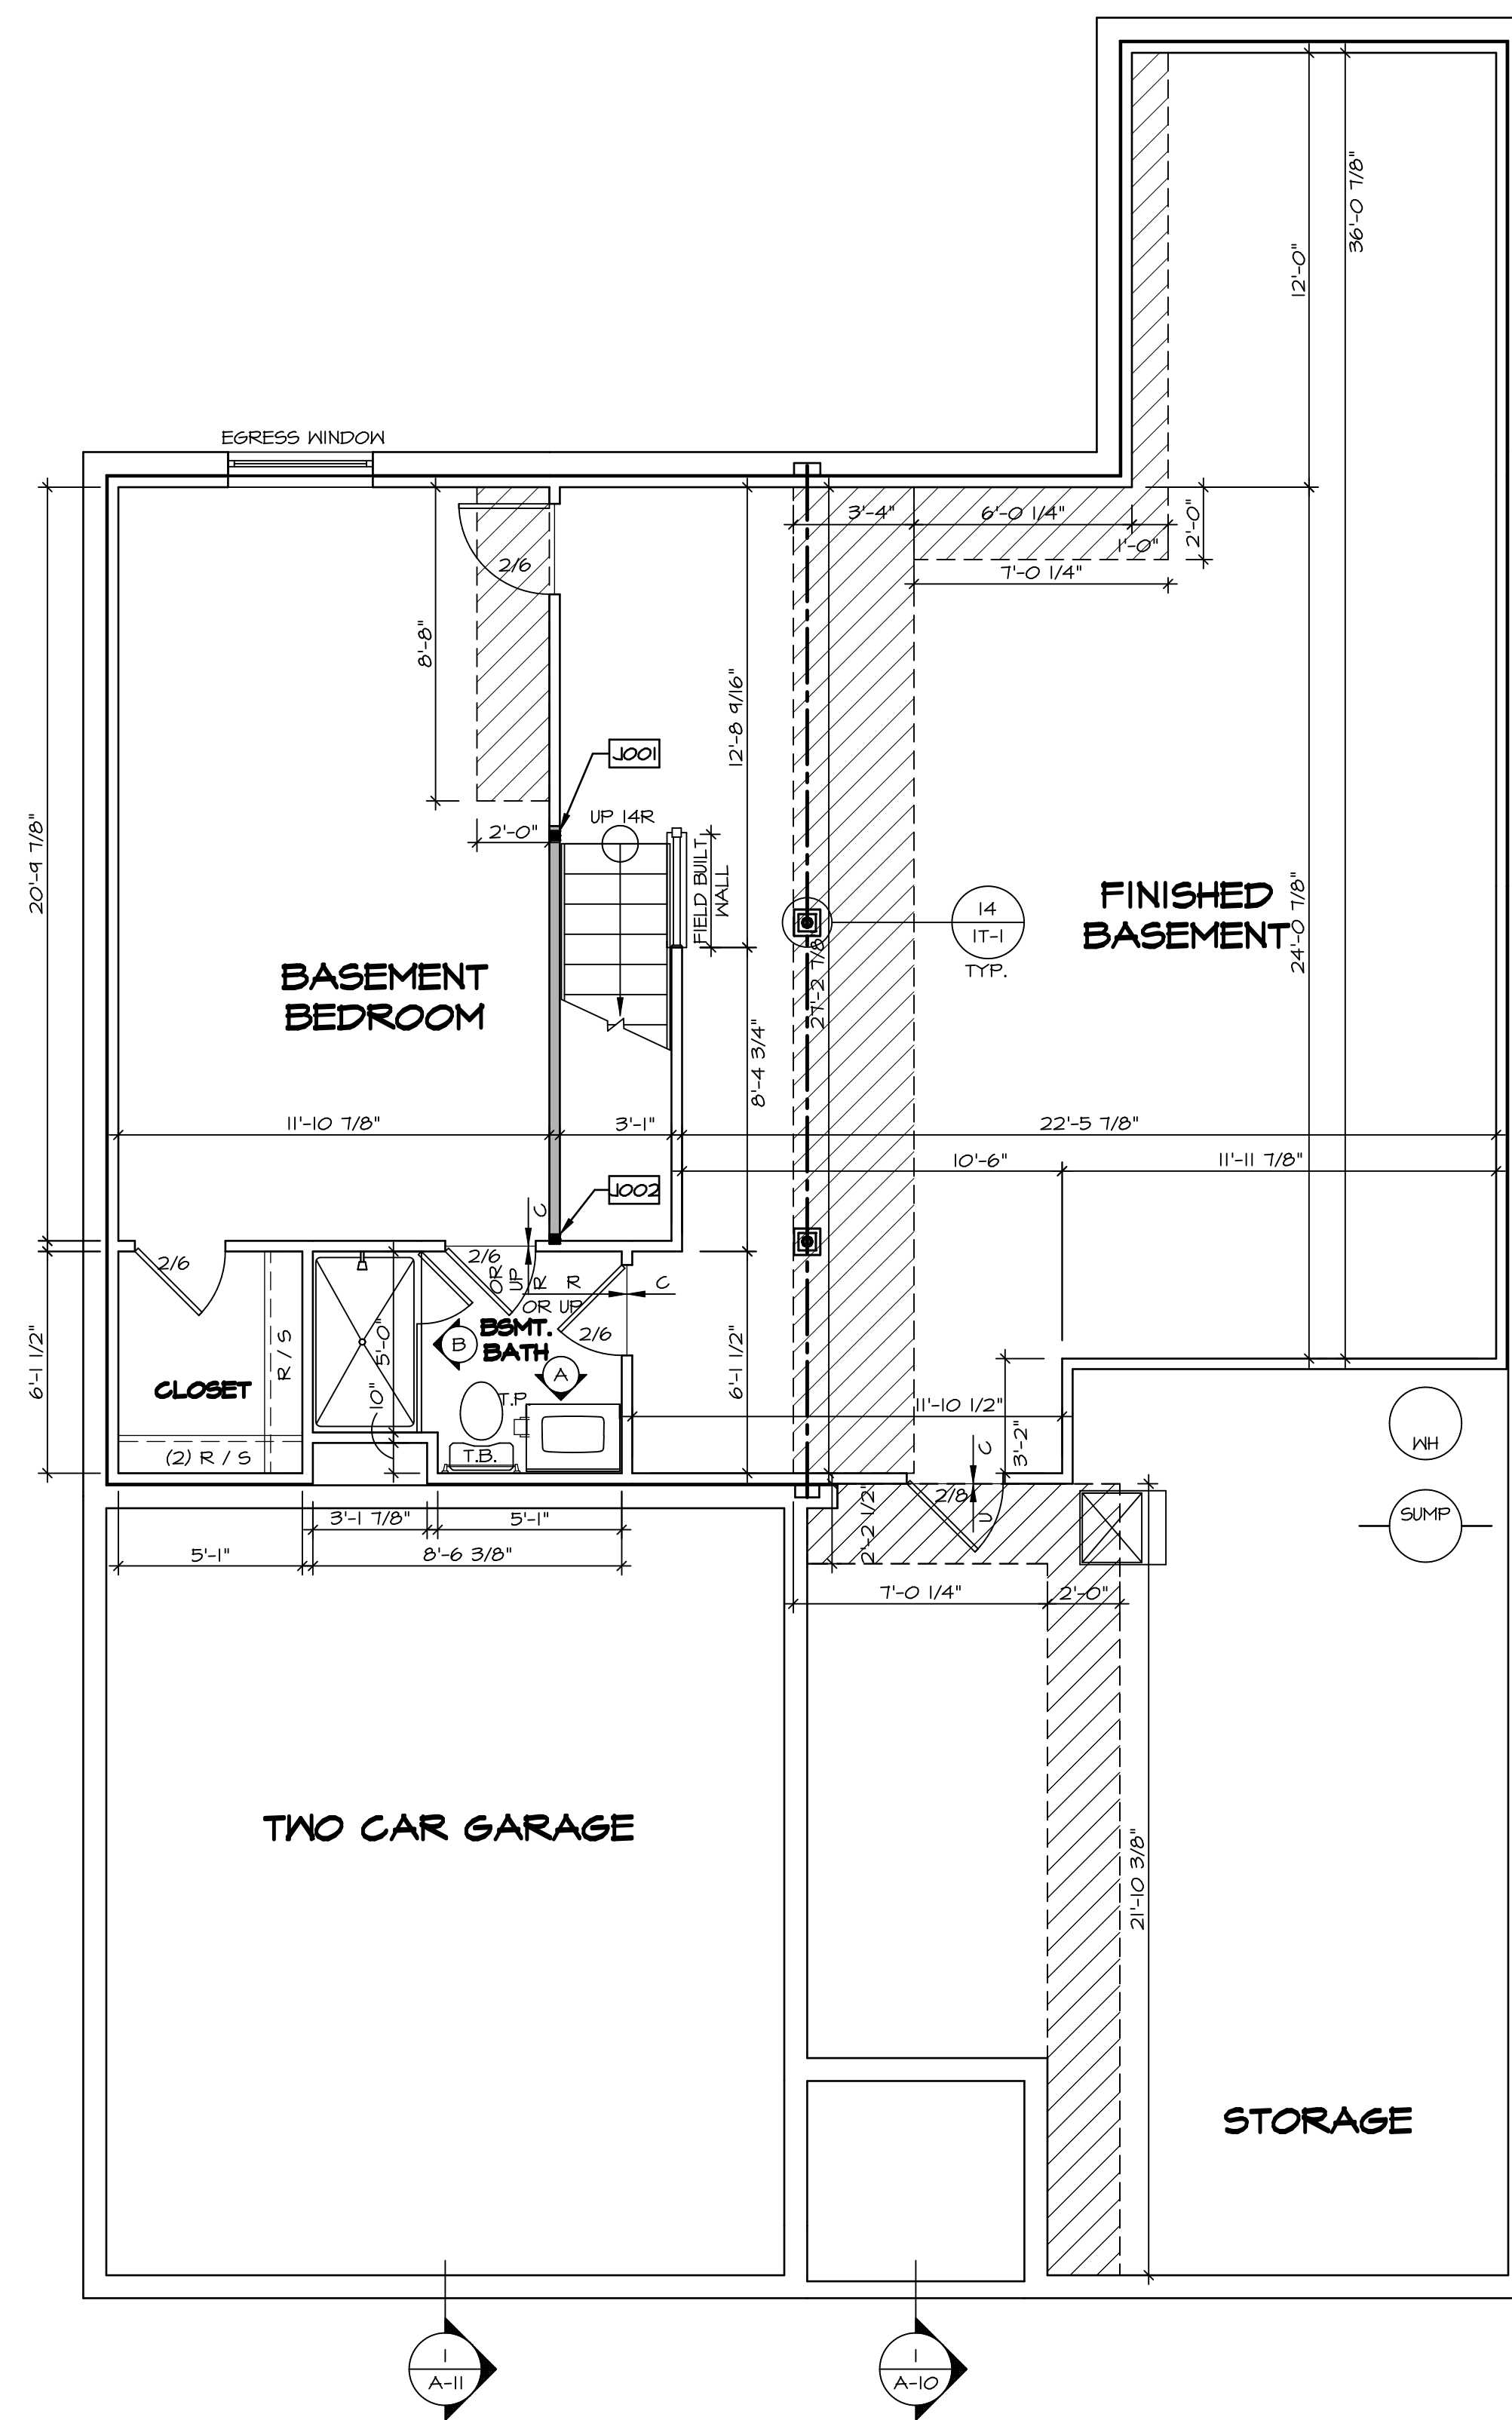 36'-0 7/8"
12'-0"
EGRESS WINDOW
3'-4"
6'-0 1/4"
2'-0"
1'-0"
7'-0 1/4"
2/6
8'-8"
12'-8 9/16"
J001
UP 14R
2'-0"
FIELD BUILT
WALL
20'-9 7/8"
14
1T-1
TYP.
FINISHED
BASEMENT
24'-0 7/8"
27'-2 7/8
BASEMENT
BEDROOM
8'-4 3/4"
11'-10 7/8"
3'-1"
22'-5 7/8"
10'-6"
11'-11 7/8"
J002
C
2/6
2/6
OR
UP
R
R
C
OR UP
2/6
BSMT.
BATH
B
A
5'-0"
10"
6'-1 1/2"
R / S
CLOSET
(2) R / S
T.P
T.B.
6'-1 1/2"
11'-10 1/2"
3'-2"
C
WH
2/8
U
SUMP
2'-2 1/2"
3'-1 7/8"
5'-1"
5'-1"
8'-6 3/8"
7'-0 1/4"
2'-0"
TWO CAR GARAGE
21'-10 3/8"
STORAGE
1
A-11
1
A-10